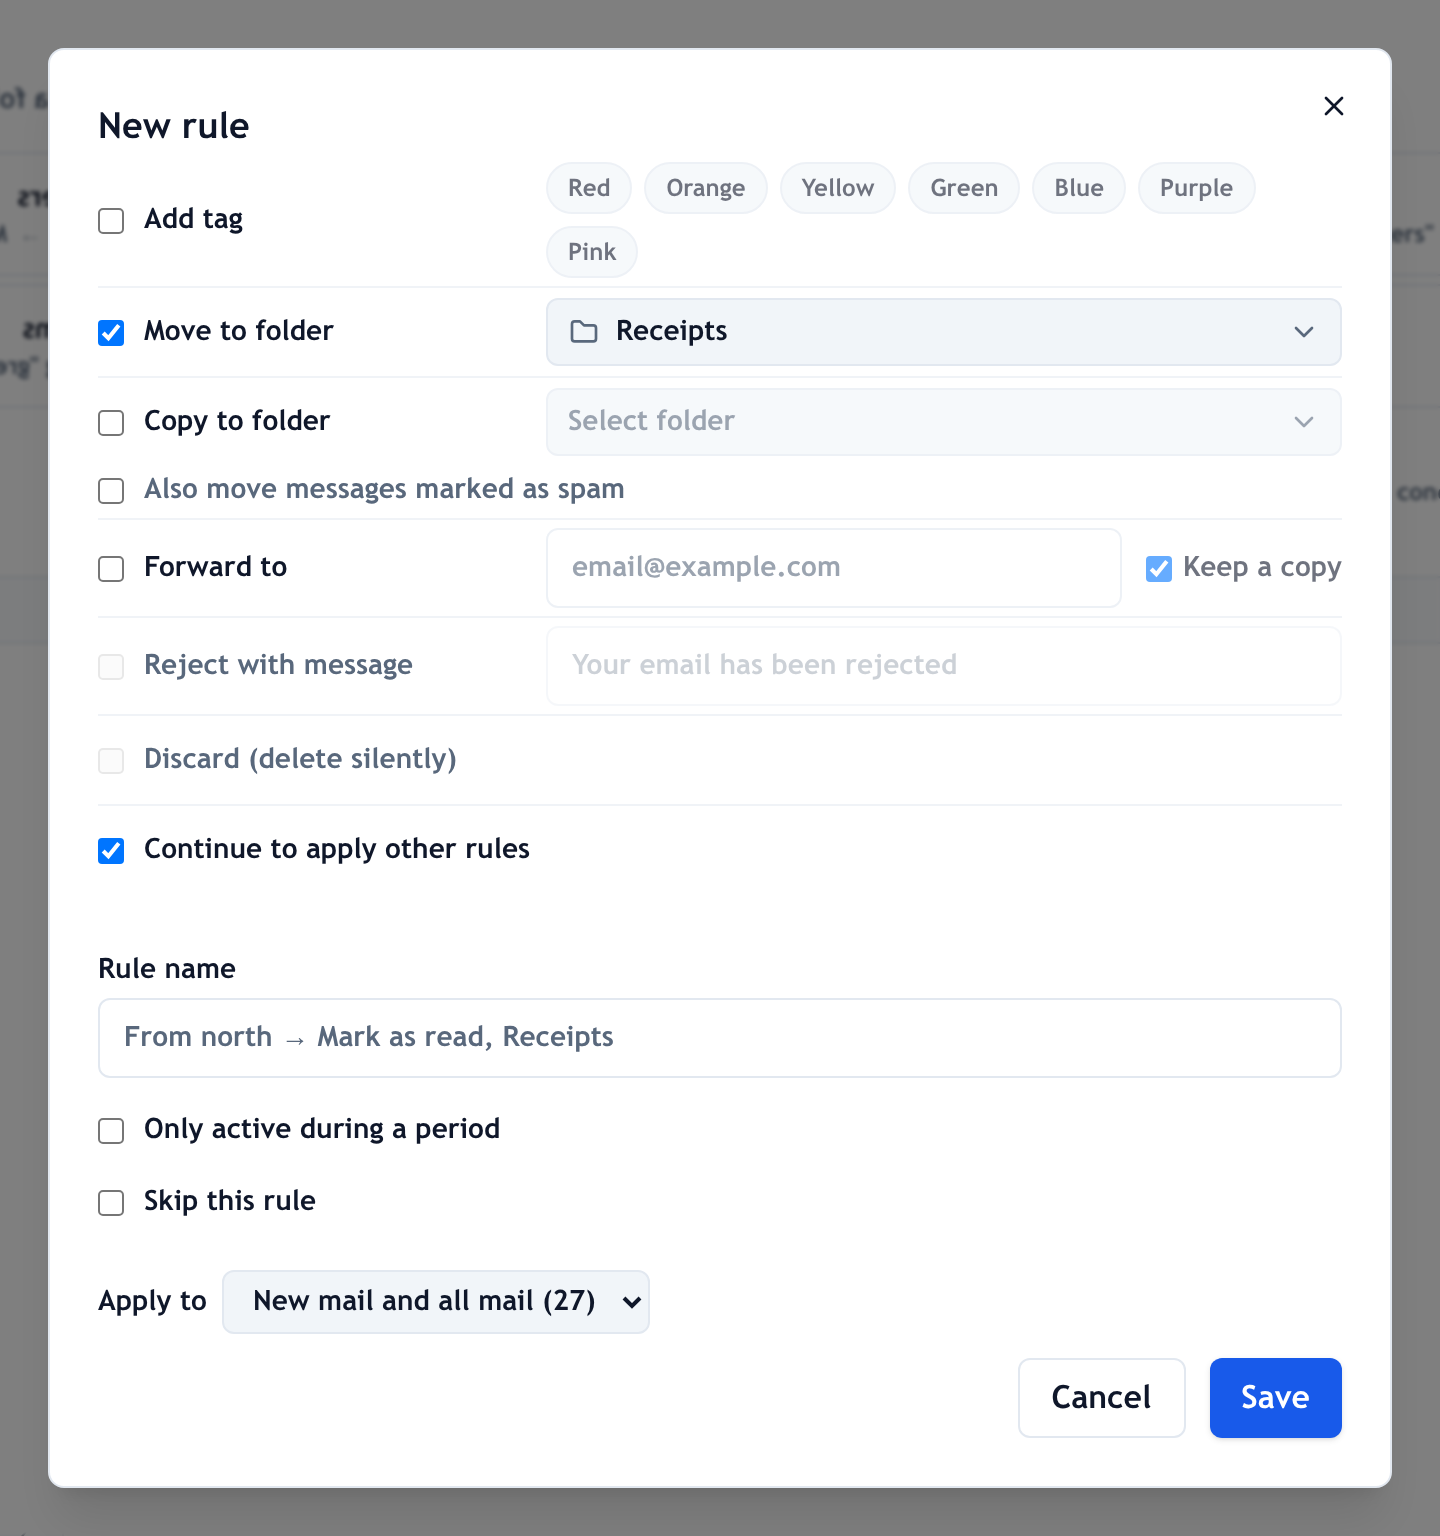 New rule
Add tag
Red Orange Yellow Green Blue Purple
Pink
Move to folder Receipts
Copy to folder Select folder
Also move messages marked as spam
Forward to email@example.com Keep a copy
Reject with message Your email has been rejected
Discard (delete silently)
Continue to apply other rules
Rule name
From north → Mark as read, Receipts
Only active during a period
Skip this rule
Apply to New mail and all mail (27)
Cancel Save